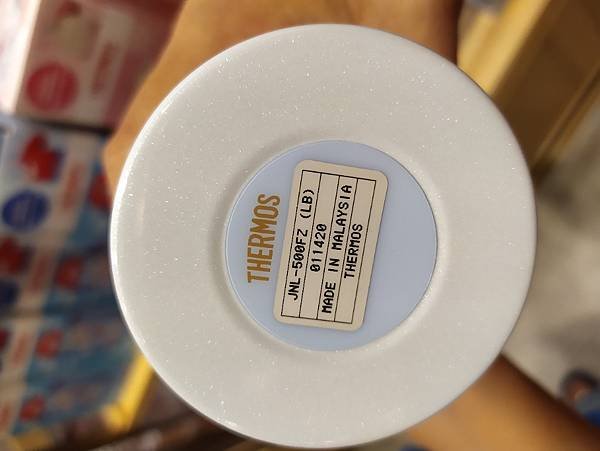 THERMOS
JNL-500FZ (LB)
011420
MADE IN MALAYSIA
THERMOS